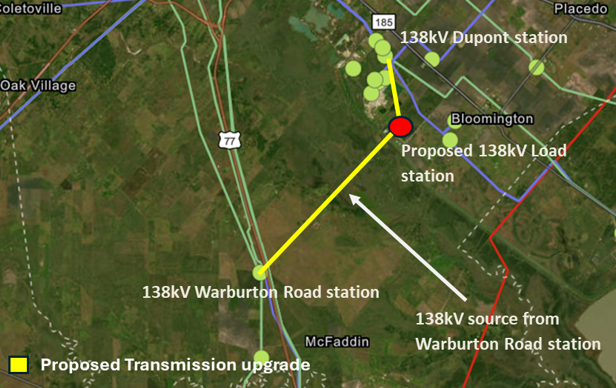 Coletoville
185
Placedo
138kV Dupont station
Oak Village
Bloomington
77
Proposed 138kV Load
station
138kV Warburton Road station
138kV source from
Warburton Road station
McFaddin
Proposed Transmission upgrade